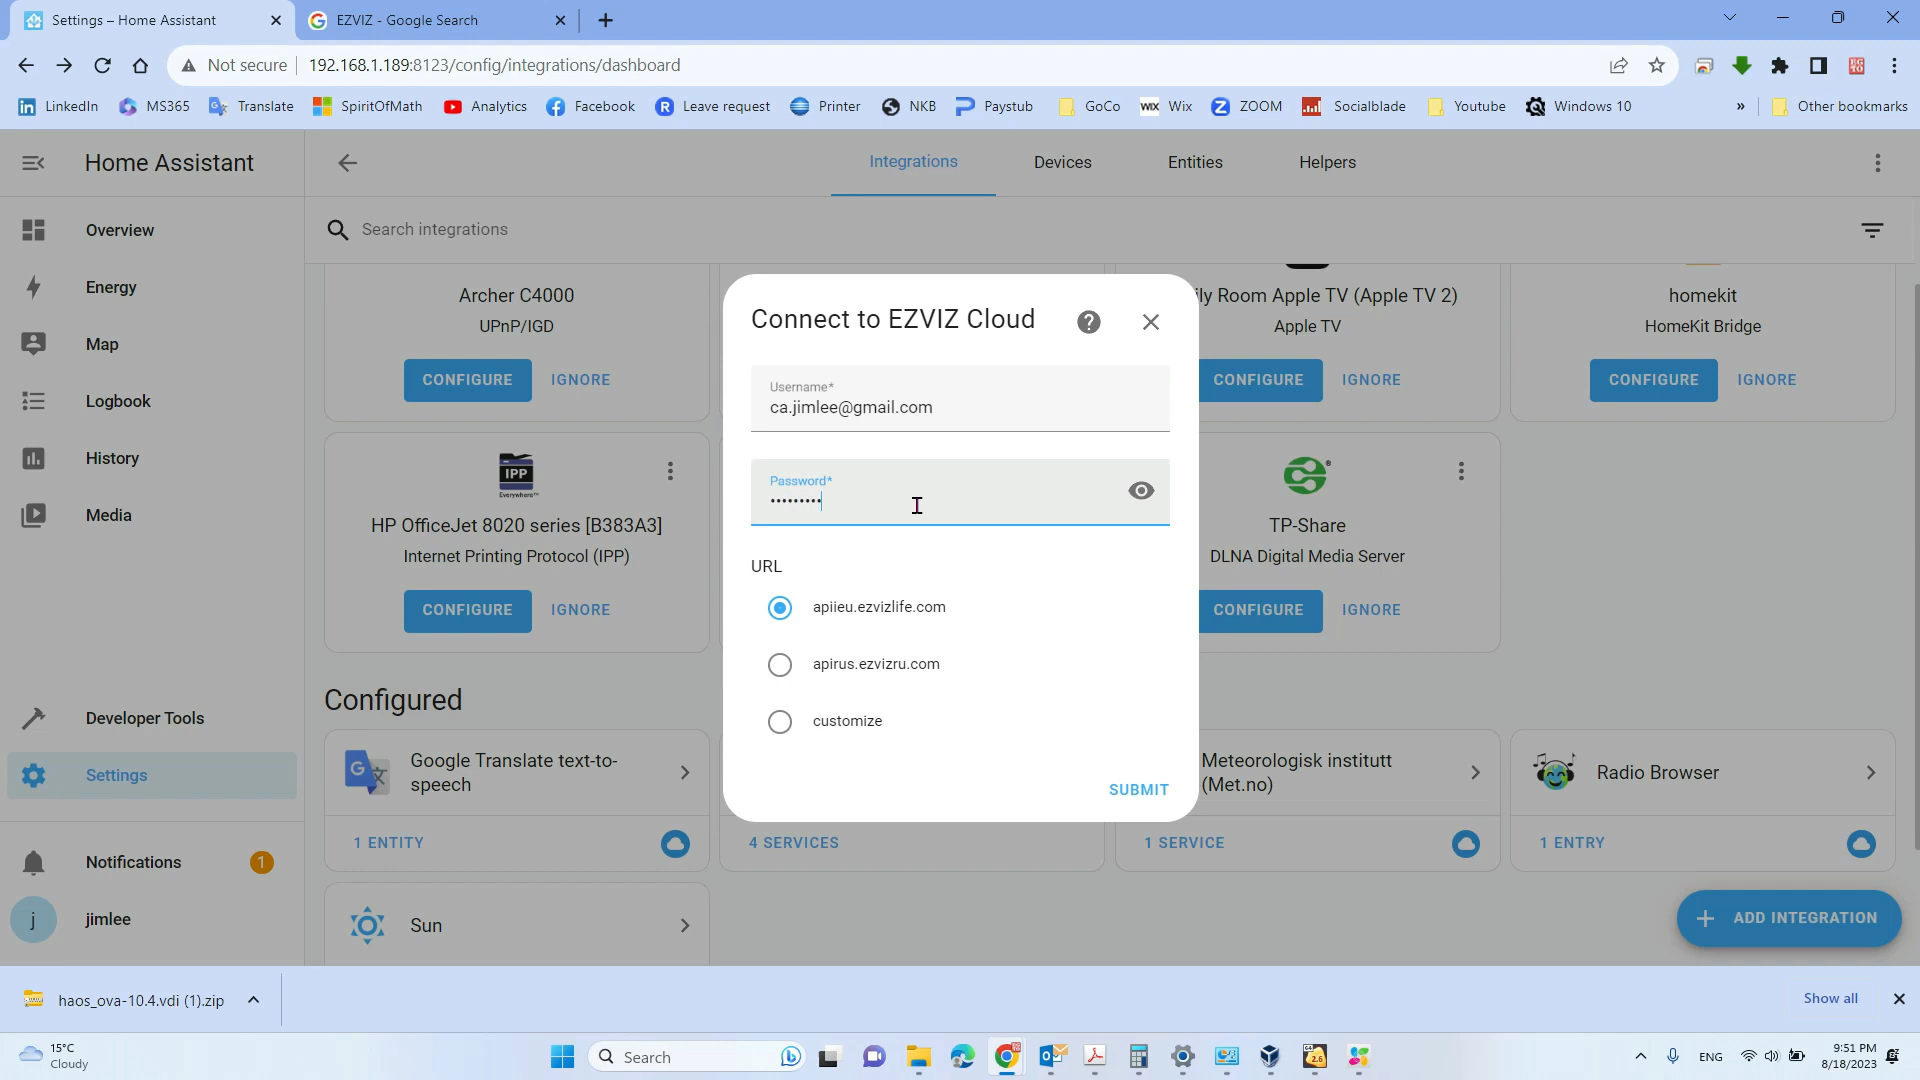 Settings – Home Assistant
EZVIZ - Google Search
Not secure
192.168.1.189:8123/config/integrations/dashboard
LinkedIn
MS365
Translate
SpiritOfMath
Analytics
Facebook
Leave request
Printer
NKB
Paystub
GoCo
WIX Wix
ZOOM
Socialblade
Youtube
Windows 10
»
Other bookmarks
Home Assistant
Integrations
Devices
Entities
Helpers
Overview
Energy
Map
Logbook
History
Media
Developer Tools
Settings
Notifications
1
j
jimlee
Search integrations
Archer C4000
UPnP/IGD
CONFIGURE
IGNORE
ily Room Apple TV (Apple TV 2)
Apple TV
CONFIGURE
IGNORE
homekit
HomeKit Bridge
CONFIGURE
IGNORE
IPP
Everywhere
HP OfficeJet 8020 series [B383A3]
Internet Printing Protocol (IPP)
CONFIGURE
IGNORE
TP-Share
DLNA Digital Media Server
CONFIGURE
IGNORE
Connect to EZVIZ Cloud
Username*
ca.jimlee@gmail.com
Password*
•••••••••
URL
apiieu.ezvizlife.com
apirus.ezvizru.com
customize
SUBMIT
Configured
Google Translate text-to-
speech
1 ENTITY
4 SERVICES
Meteorologisk institutt
(Met.no)
1 SERVICE
Radio Browser
1 ENTRY
Sun
ADD INTEGRATION
haos_ova-10.4.vdi (1).zip
Show all
15°C
Cloudy
Search
ENG
9:51 PM
8/18/2023